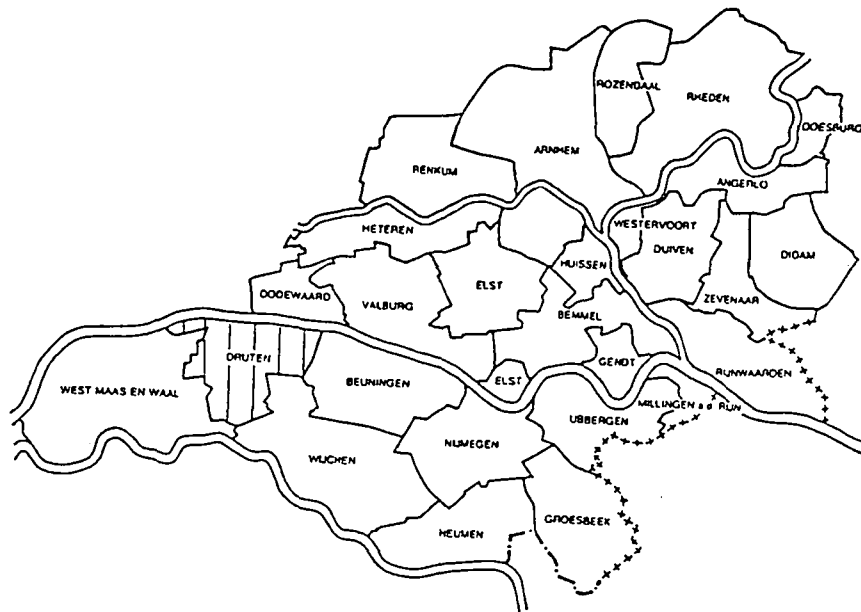 ROZENDAAL
RHEDEN
DOESBURG
ARNHEM
RENKUM
ANGERLO
HETEREN
WESTERVOORT
DUIVEN
DIDAM
HUISSEN
DODEWAARD
VALBURG
ELST
ZEVENAAR
BEMMEL
DRUTEN
GENDT
RIJNWAARDEN
WEST MAAS EN WAAL
BEUNINGEN
ELST
MILLINGEN a d RIJN
UBBERGEN
NIJMEGEN
WIJCHEN
GROESBEEK
HEUMEN